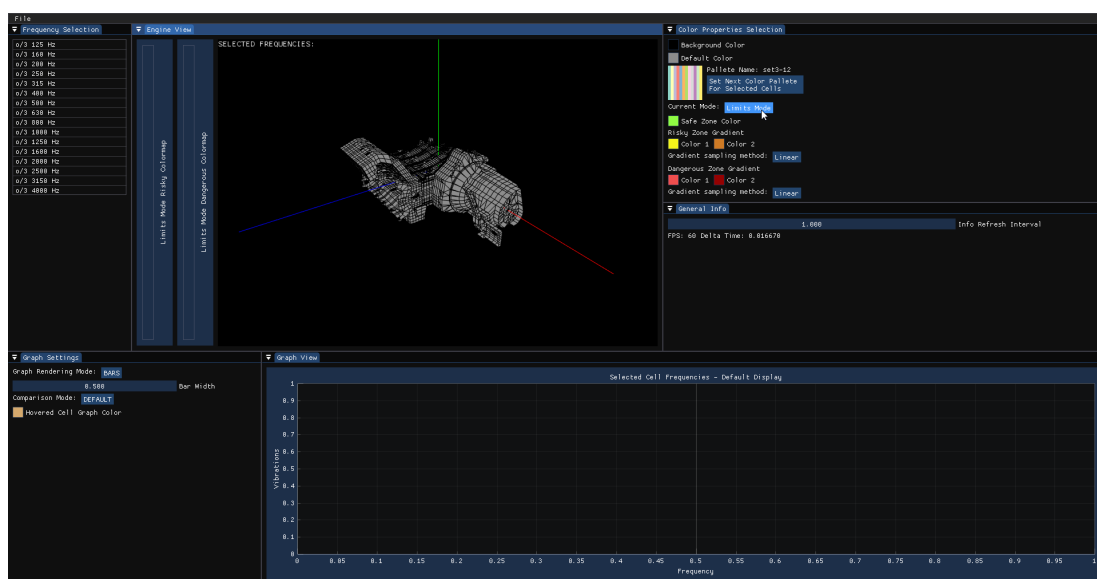 File
Frequency Selection
o/3 125 Hz
o/3 160 Hz
o/3 200 Hz
o/3 250 Hz
o/3 315 Hz
o/3 400 Hz
o/3 500 Hz
o/3 630 Hz
o/3 800 Hz
o/3 1000 Hz
o/3 1250 Hz
o/3 1600 Hz
o/3 2000 Hz
o/3 2500 Hz
o/3 3150 Hz
o/3 4000 Hz
Engine View
Limits Mode Risky Colormap
Limits Mode Dangerous Colormap
SELECTED FREQUENCIES:
Color Properties Selection
Background Color
Default Color
Pallete Name: set3-12
Set Next Color Pallete
For Selected Cells
Current Mode: Limits Mode
Safe Zone Color
Risky Zone Gradient
Color 1 Color 2
Gradient sampling method: Linear
Dangerous Zone Gradient
Color 1 Color 2
Gradient sampling method: Linear
General Info
1.000 Info Refresh Interval
FPS: 60 Delta Time: 0.016670
Graph Settings
Graph Rendering Mode: BARS
0.500 Bar Width
Comparison Mode: DEFAULT
Hovered Cell Graph Color
Graph View
Selected Cell Frequencies - Default Display
Vibrations
1
0.9
0.8
0.7
0.6
0.5
0.4
0.3
0.2
0.1
0
0 0.05 0.1 0.15 0.2 0.25 0.3 0.35 0.4 0.45 0.5 0.55 0.6 0.65 0.7 0.75 0.8 0.85 0.9 0.95 1
Frequency